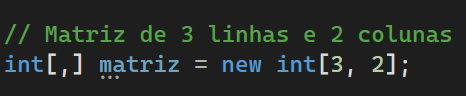 // Matriz de 3 linhas e 2 colunas
int[,] matriz = new int[3, 2];